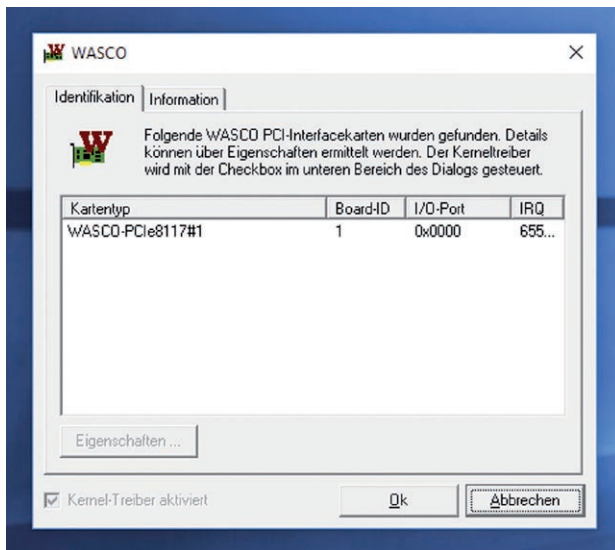 WASCO
Identifikation
Information
Folgende WASCO PCI-Interfacekarten wurden gefunden. Details
können über Eigenschaften ermittelt werden. Der Kerneltreiber
wird mit der Checkbox im unteren Bereich des Dialogs gesteuert.
Kartentyp Board-ID I/O-Port IRQ
WASCO-PCIe8117#1 1 0x0000 655...
Eigenschaften ...
Kernel-Treiber aktiviert
Ok
Abbrechen